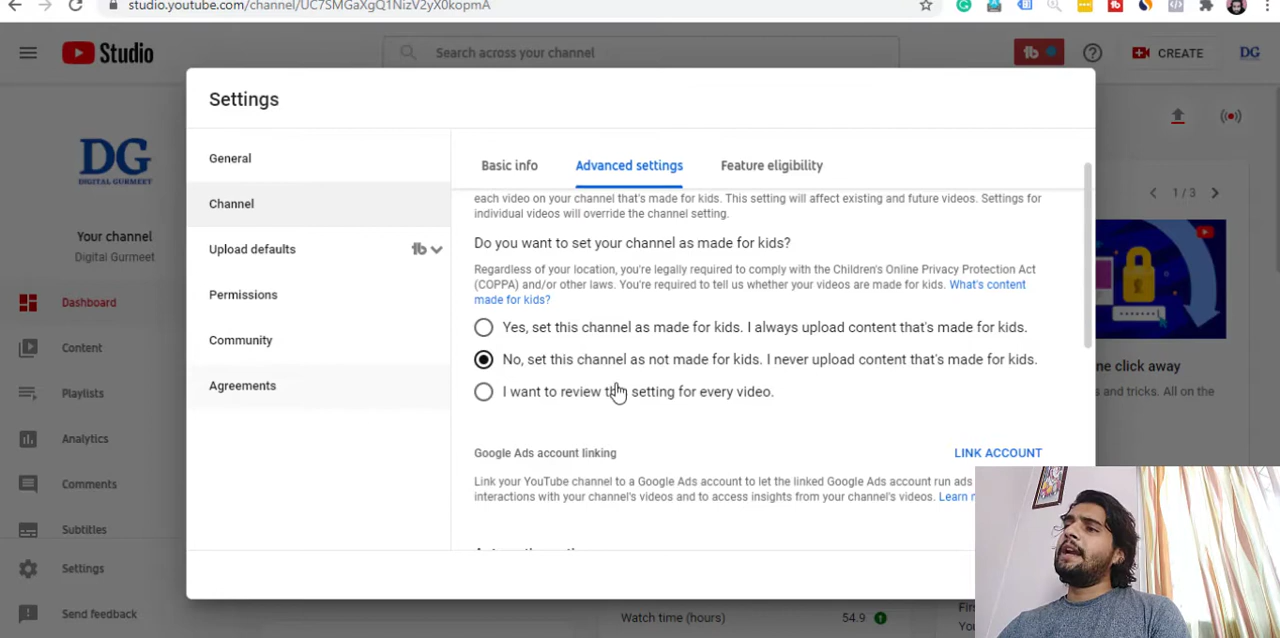 studio.youtube.com/channel/UC7SMGaXgQ1NizV2yX0kopmA
Studio
Search across your channel
tb
CREATE
DG
DG
DIGITAL GURMEET
Your channel
Digital Gurmeet
Dashboard
Content
Playlists
Analytics
Comments
Subtitles
Settings
Send feedback
Settings
General
Channel
Upload defaults
tb
Permissions
Community
Agreements
Basic info
Advanced settings
Feature eligibility
each video on your channel that's made for kids. This setting will affect existing and future videos. Settings for
individual videos will override the channel setting.
Do you want to set your channel as made for kids?
Regardless of your location, you're legally required to comply with the Children's Online Privacy Protection Act
(COPPA) and/or other laws. You're required to tell us whether your videos are made for kids. What's content
made for kids?
Yes, set this channel as made for kids. I always upload content that's made for kids.
No, set this channel as not made for kids. I never upload content that's made for kids.
I want to review setting for every video.
Google Ads account linking
LINK ACCOUNT
Link your YouTube channel to a Google Ads account to let the linked Google Ads account run ads
interactions with your channel's videos and to access insights from your channel's videos. Learn
1 / 3
ne click away
s and tricks. All on the
Watch time (hours)
54.9